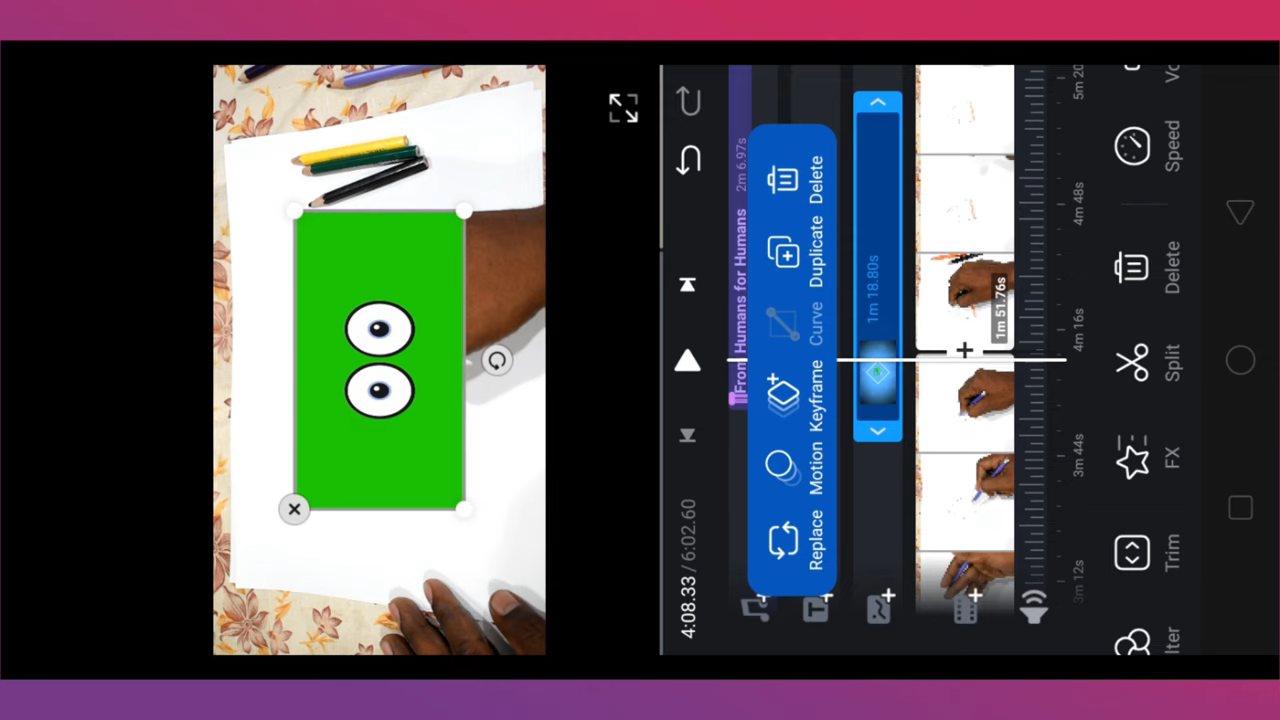 4:08.33 / 6:02.60
From Humans for Humans 2m 6.97s
Replace
Motion
Keyframe
Curve
Duplicate
Delete
1m 18.80s
1m 51.76s
3m 12s
3m 44s
4m 16s
4m 48s
5m 20
lter
Trim
FX
Split
Delete
Speed